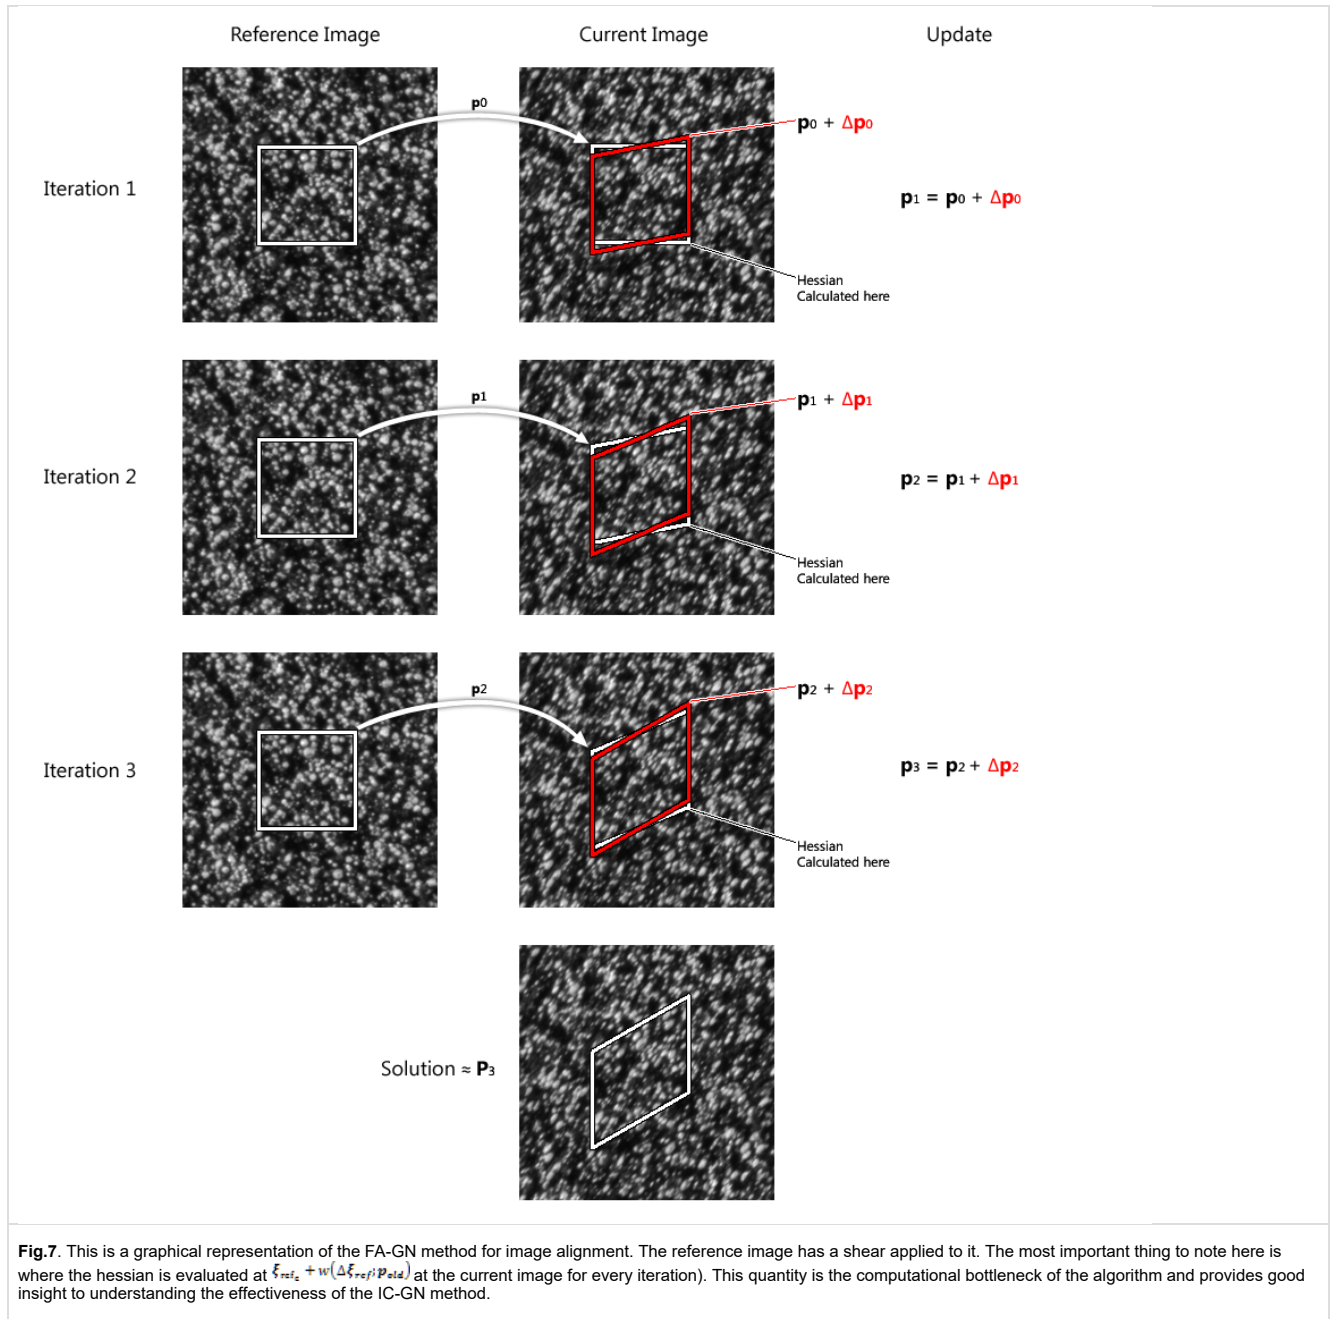 Reference Image Current Image Update
Iteration 1
p0
p0 + Δp0
p1 = p0 + Δp0
Hessian
Calculated here
Iteration 2
p1
p1 + Δp1
p2 = p1 + Δp1
Hessian
Calculated here
Iteration 3
p2
p2 + Δp2
p3 = p2 + Δp2
Hessian
Calculated here
Solution ≈ P3
Fig.7. This is a graphical representation of the FA-GN method for image alignment. The reference image has a shear applied to it. The most important thing to note here is
where the hessian is evaluated at ξref_c + w(Δξref; p_old) at the current image for every iteration). This quantity is the computational bottleneck of the algorithm and provides good
insight to understanding the effectiveness of the IC-GN method.